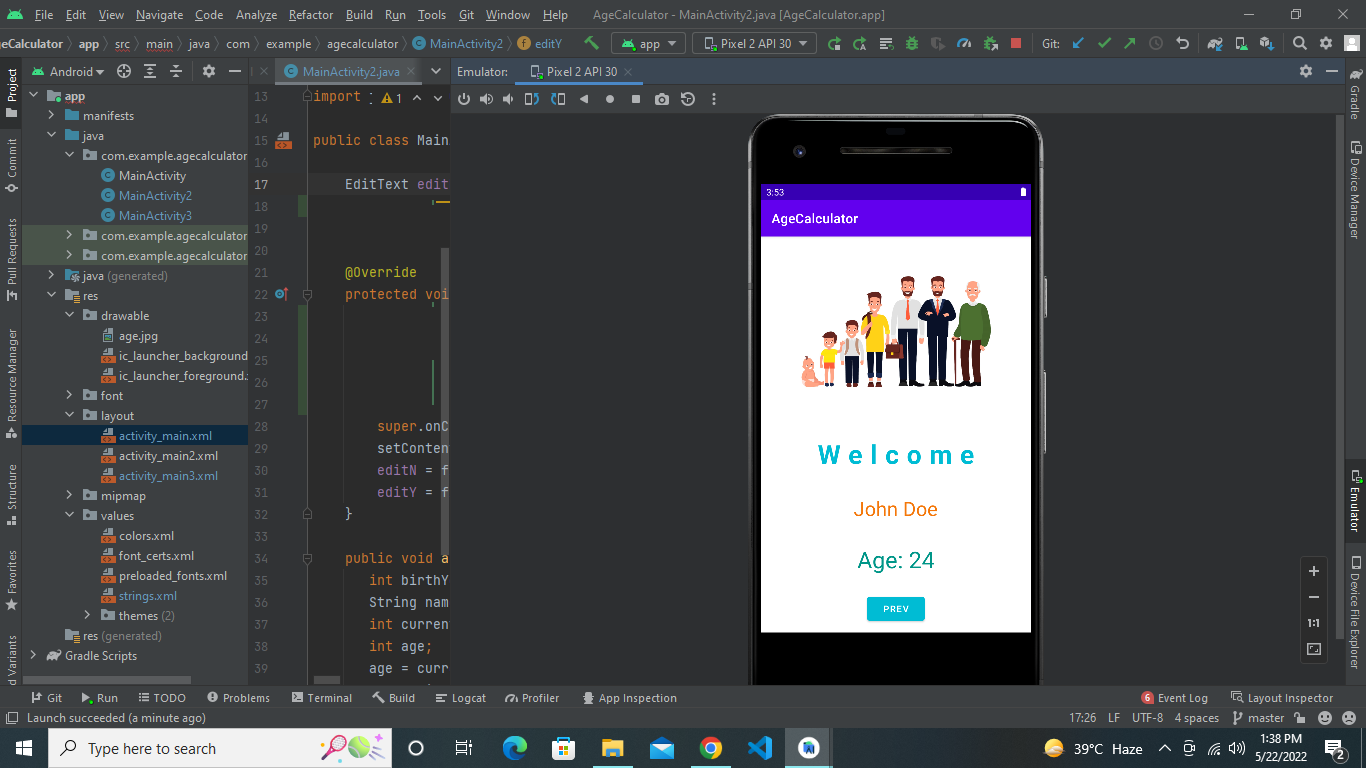 File Edit View Navigate Code Analyze Refactor Build Run Tools Git Window Help AgeCalculator - MainActivity2.java [AgeCalculator.app]
eCalculator app src main java com example agecalculator MainActivity2 editY app Pixel 2 API 30 Git:
Android MainActivity2.java Emulator: Pixel 2 API 30
Project
Commit
Pull Requests
Resource Manager
Structure
Favorites
d Variants
app
manifests
java
com.example.agecalculator
MainActivity
MainActivity2
MainActivity3
com.example.agecalculator
com.example.agecalculator
java (generated)
res
drawable
age.jpg
ic_launcher_background
ic_launcher_foreground.
font
layout
activity_main.xml
activity_main2.xml
activity_main3.xml
mipmap
values
colors.xml
font_certs.xml
preloaded_fonts.xml
strings.xml
themes (2)
res (generated)
Gradle Scripts
13 import 1
14
15 public class Main
16
17 EditText edit
18
19
20
21 @Override
22 protected voi
23
24
25
26
27
28 super.onC
29 setConten
30 editN = f
31 editY = f
32 }
33
34 public void a
35 int birthY
36 String nam
37 int curren
38 int age;
39 age = curr
3:53
AgeCalculator
Welcome
John Doe
Age: 24
PREV
1:1
Gradle
Device Manager
Emulator
Device File Explorer
Git Run TODO Problems Terminal Build Logcat Profiler App Inspection 6 Event Log Layout Inspector
Launch succeeded (a minute ago) 17:26 LF UTF-8 4 spaces master
Type here to search 39°C Haze 1:38 PM
5/22/2022 2